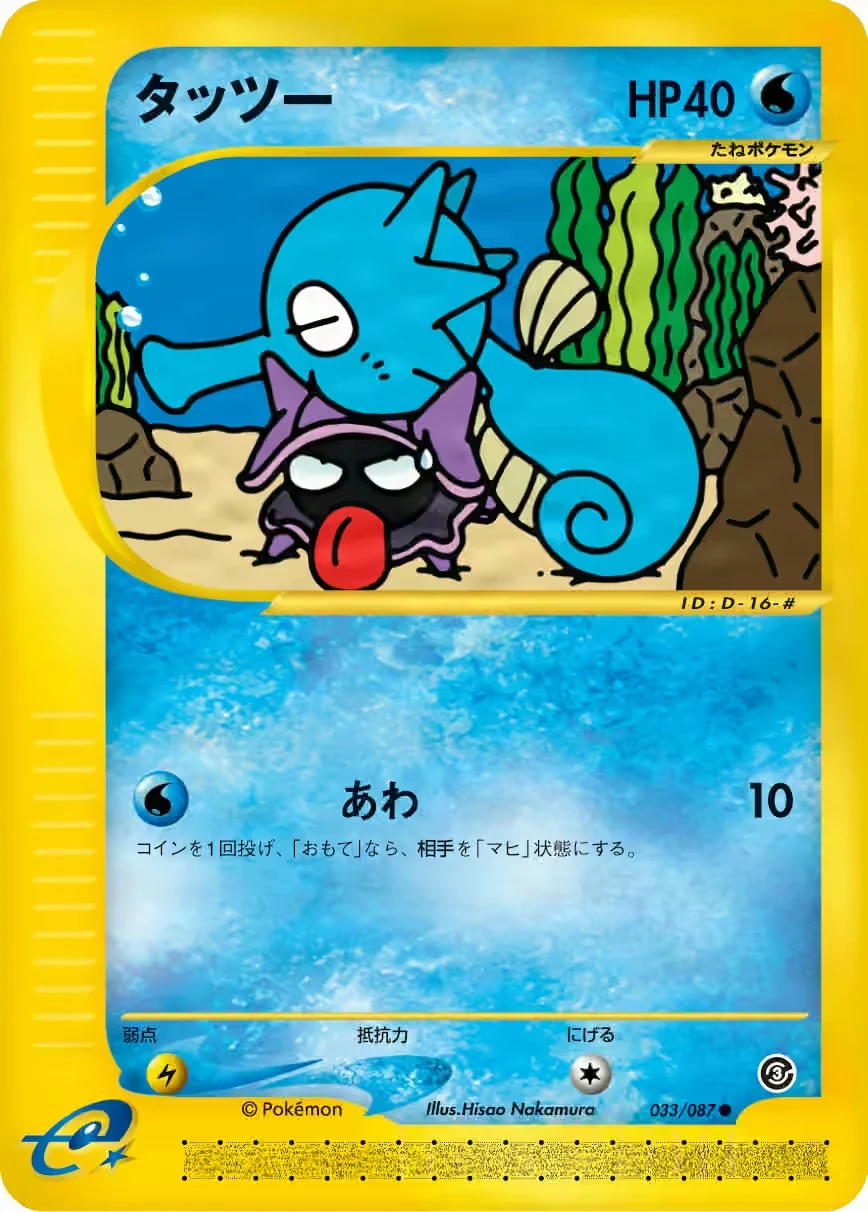 タッツー
HP40
たねポケモン
ID:D-16-#
あわ 10
コインを1回投げ、「おもて」なら、相手を「マヒ」状態にする。
弱点 抵抗力 にげる
3
© Pokémon Illus.Hisao Nakamura 033/087●
e